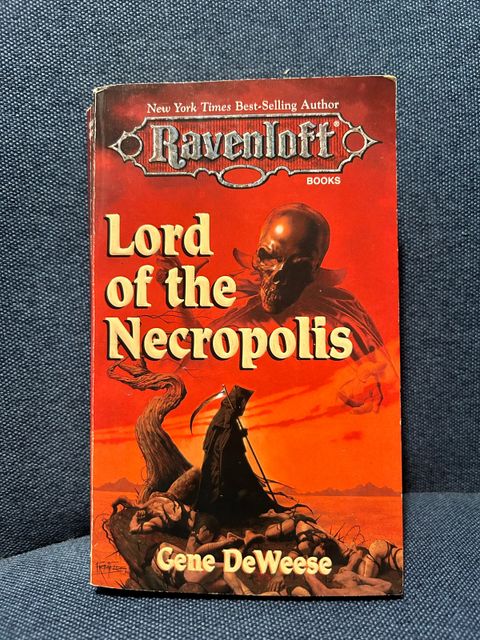 New York Times Best-Selling Author
Ravenloft®
BOOKS
Lord
of the
Necropolis
Gene DeWeese